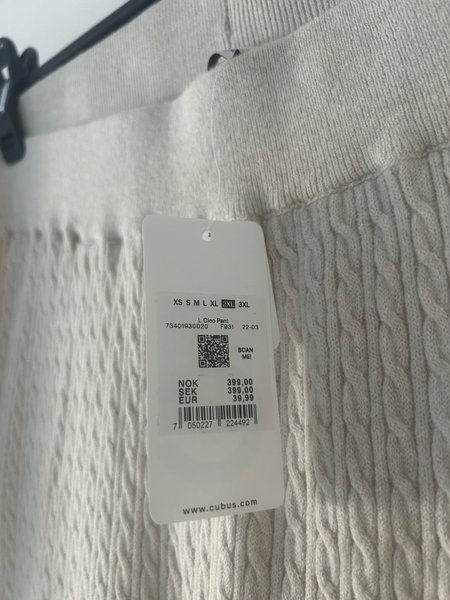 XS S M L XL 2XL 3XL
L Cleo Pant
73401930020 F931 22-03
SCAN
ME!
NOK 399,00
SEK 399,00
EUR 39,99
7 050227 224492
www.cubus.com